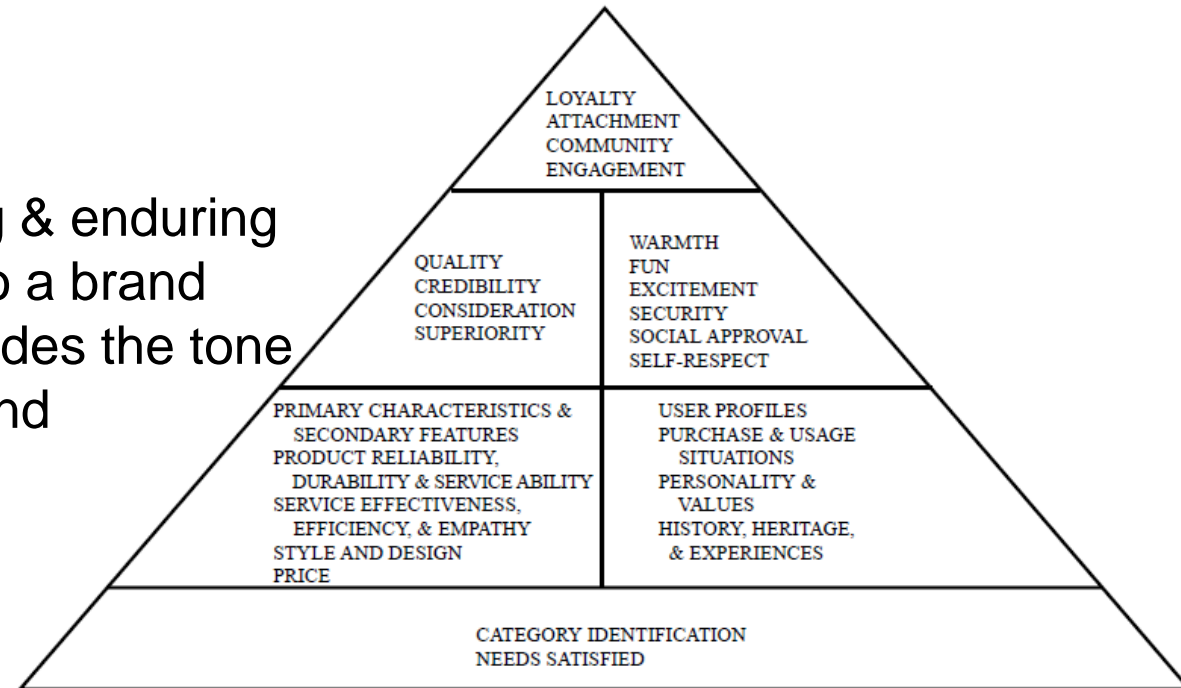 & enduring
a brand
the tone
LOYALTY
ATTACHMENT
COMMUNITY
ENGAGEMENT
QUALITY
CREDIBILITY
CONSIDERATION
SUPERIORITY
WARMTH
FUN
EXCITEMENT
SECURITY
SOCIAL APPROVAL
SELF-RESPECT
PRIMARY CHARACTERISTICS &
SECONDARY FEATURES
PRODUCT RELIABILITY,
DURABILITY & SERVICE ABILITY
SERVICE EFFECTIVENESS,
EFFICIENCY, & EMPATHY
STYLE AND DESIGN
PRICE
USER PROFILES
PURCHASE & USAGE
SITUATIONS
PERSONALITY &
VALUES
HISTORY, HERITAGE,
& EXPERIENCES
CATEGORY IDENTIFICATION
NEEDS SATISFIED